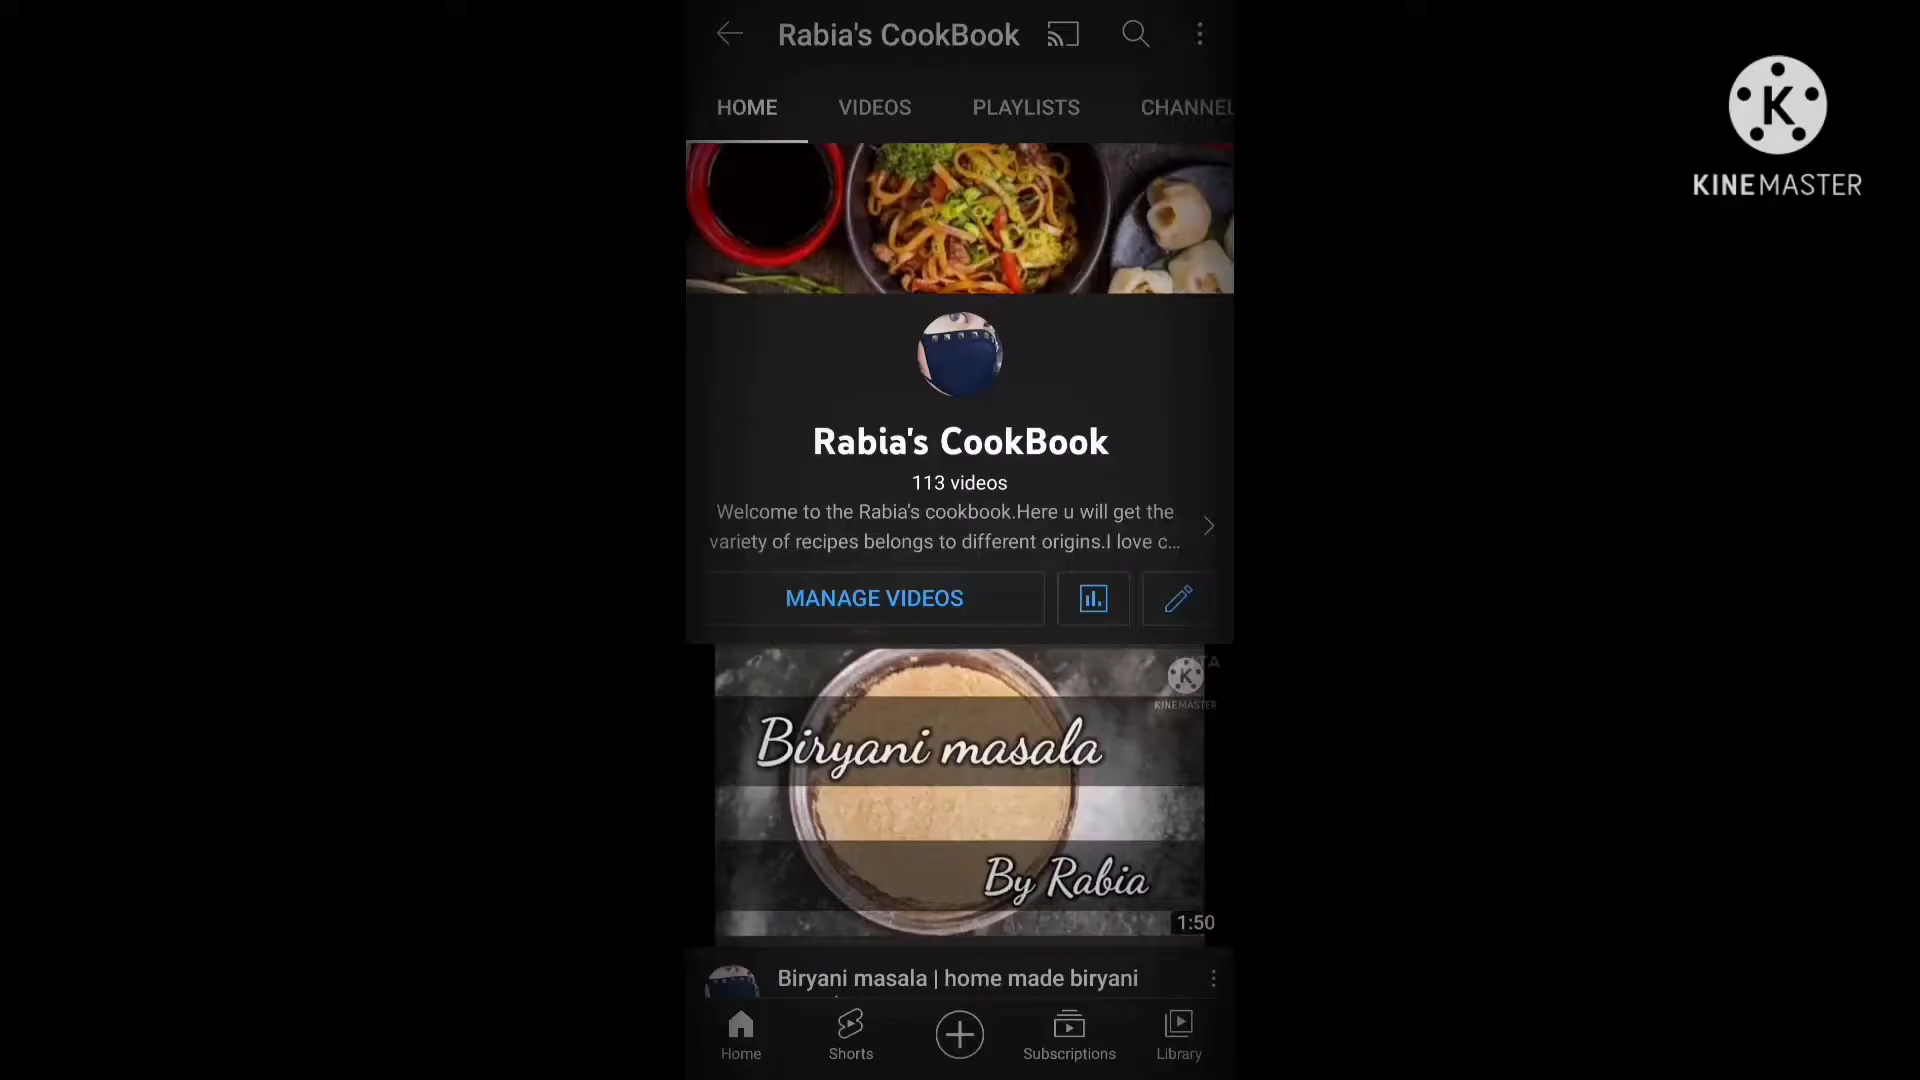 Rabia's CookBook
HOME VIDEOS PLAYLISTS CHANNEL
KINEMASTER
Rabia's CookBook
113 videos
Welcome to the Rabia's cookbook.Here u will get the
variety of recipes belongs to different origins.I love c...
MANAGE VIDEOS
KINEMASTER
Biryani masala
By Rabia
1:50
Biryani masala | home made biryani
Home Shorts Subscriptions Library